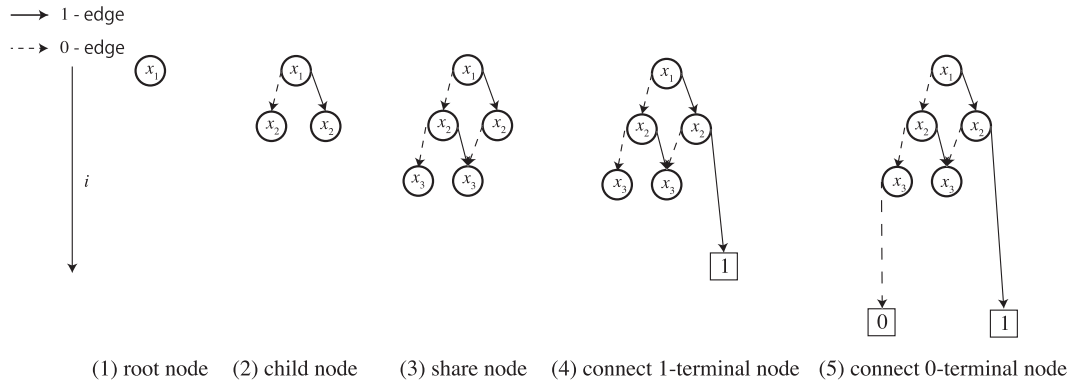 1 - edge
0 - edge
i
x1
x1
x2
x2
x1
x2
x2
x3
x3
x1
x2
x2
x3
x3
1
x1
x2
x2
x3
x3
0
1
(1) root node
(2) child node
(3) share node
(4) connect 1-terminal node
(5) connect 0-terminal node